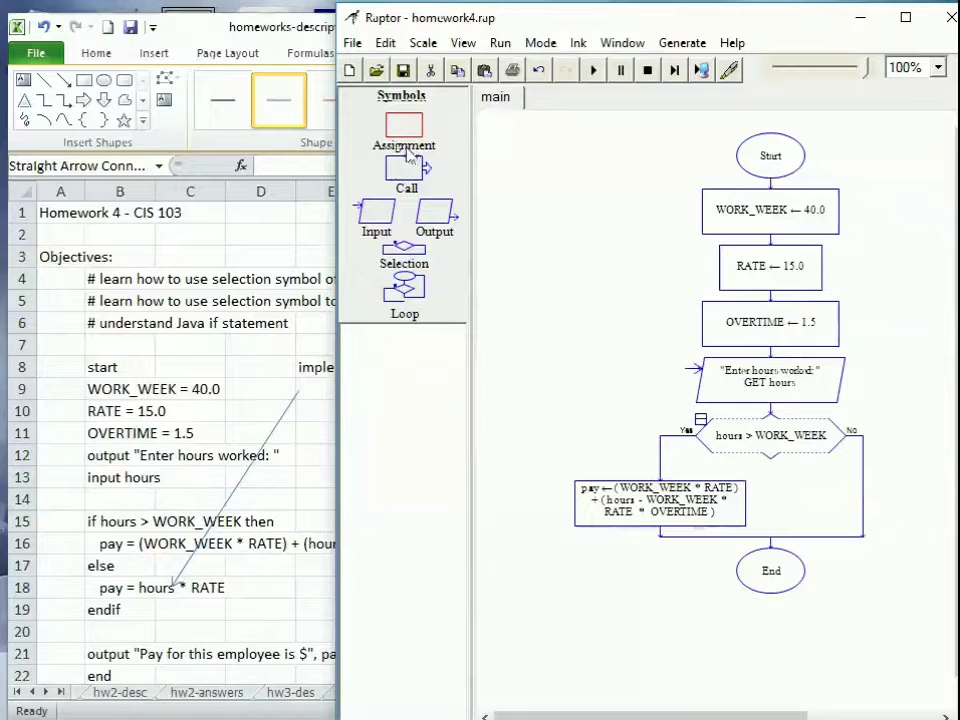 homeworks-descript
File
Home
Insert
Page Layout
Formulas
Insert Shapes
Shape
Straight Arrow Conn...
fx
A
B
C
D
E
1
Homework 4 - CIS 103
2
3
Objectives:
4
# learn how to use selection symbol of
5
# learn how to use selection symbol to
6
# understand Java if statement
7
8
start
imple
9
WORK_WEEK = 40.0
10
RATE = 15.0
11
OVERTIME = 1.5
12
output "Enter hours worked: "
13
input hours
14
15
if hours > WORK_WEEK then
16
pay = (WORK_WEEK * RATE) + (hour
17
else
18
pay = hours * RATE
19
endif
20
21
output "Pay for this employee is $", pa
22
end
hw2-desc
hw2-answers
hw3-des
Ready
Raptor - homework4.rap
File
Edit
Scale
View
Run
Mode
Ink
Window
Generate
Help
100%
Symbols
Assignment
Call
Input
Output
Selection
Loop
main
Start
WORK_WEEK ← 40.0
RATE ← 15.0
OVERTIME ← 1.5
"Enter hours worked: "
GET hours
Yes
hours > WORK_WEEK
No
pay ← ( WORK_WEEK * RATE )
+ ( hours - WORK_WEEK *
RATE * OVERTIME )
End